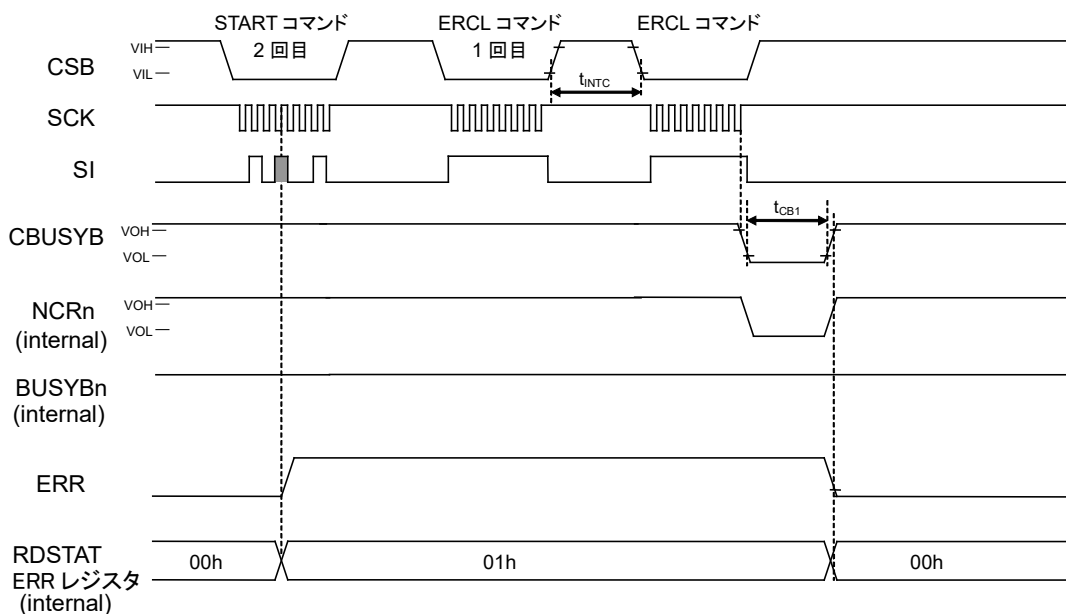 START コマンド
2 回目
ERCL コマンド
1 回目
ERCL コマンド
CSB
VIH
VIL
tINTC
SCK
SI
CBUSYB
VOH
VOL
tCB1
NCRn
(internal)
VOH
VOL
BUSYBn
(internal)
ERR
RDSTAT
ERR レジスタ
(internal)
00h
01h
00h